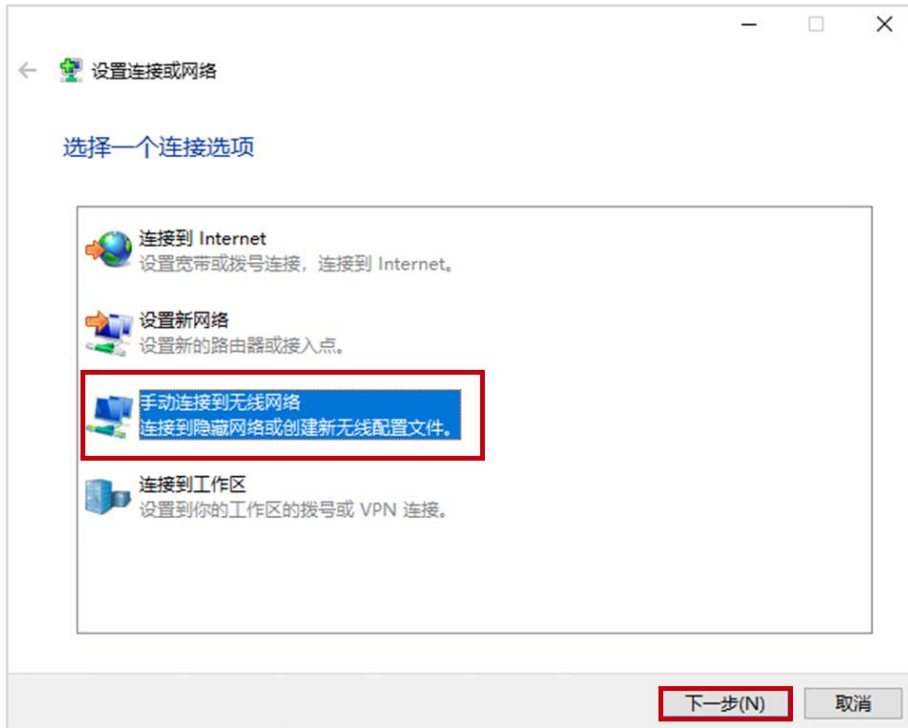 设置连接或网络
选择一个连接选项
连接到 Internet
设置宽带或拨号连接，连接到 Internet。
设置新网络
设置新的路由器或接入点。
手动连接到无线网络
连接到隐藏网络或创建新无线配置文件。
连接到工作区
设置到你的工作区的拨号或 VPN 连接。
下一步(N)
取消